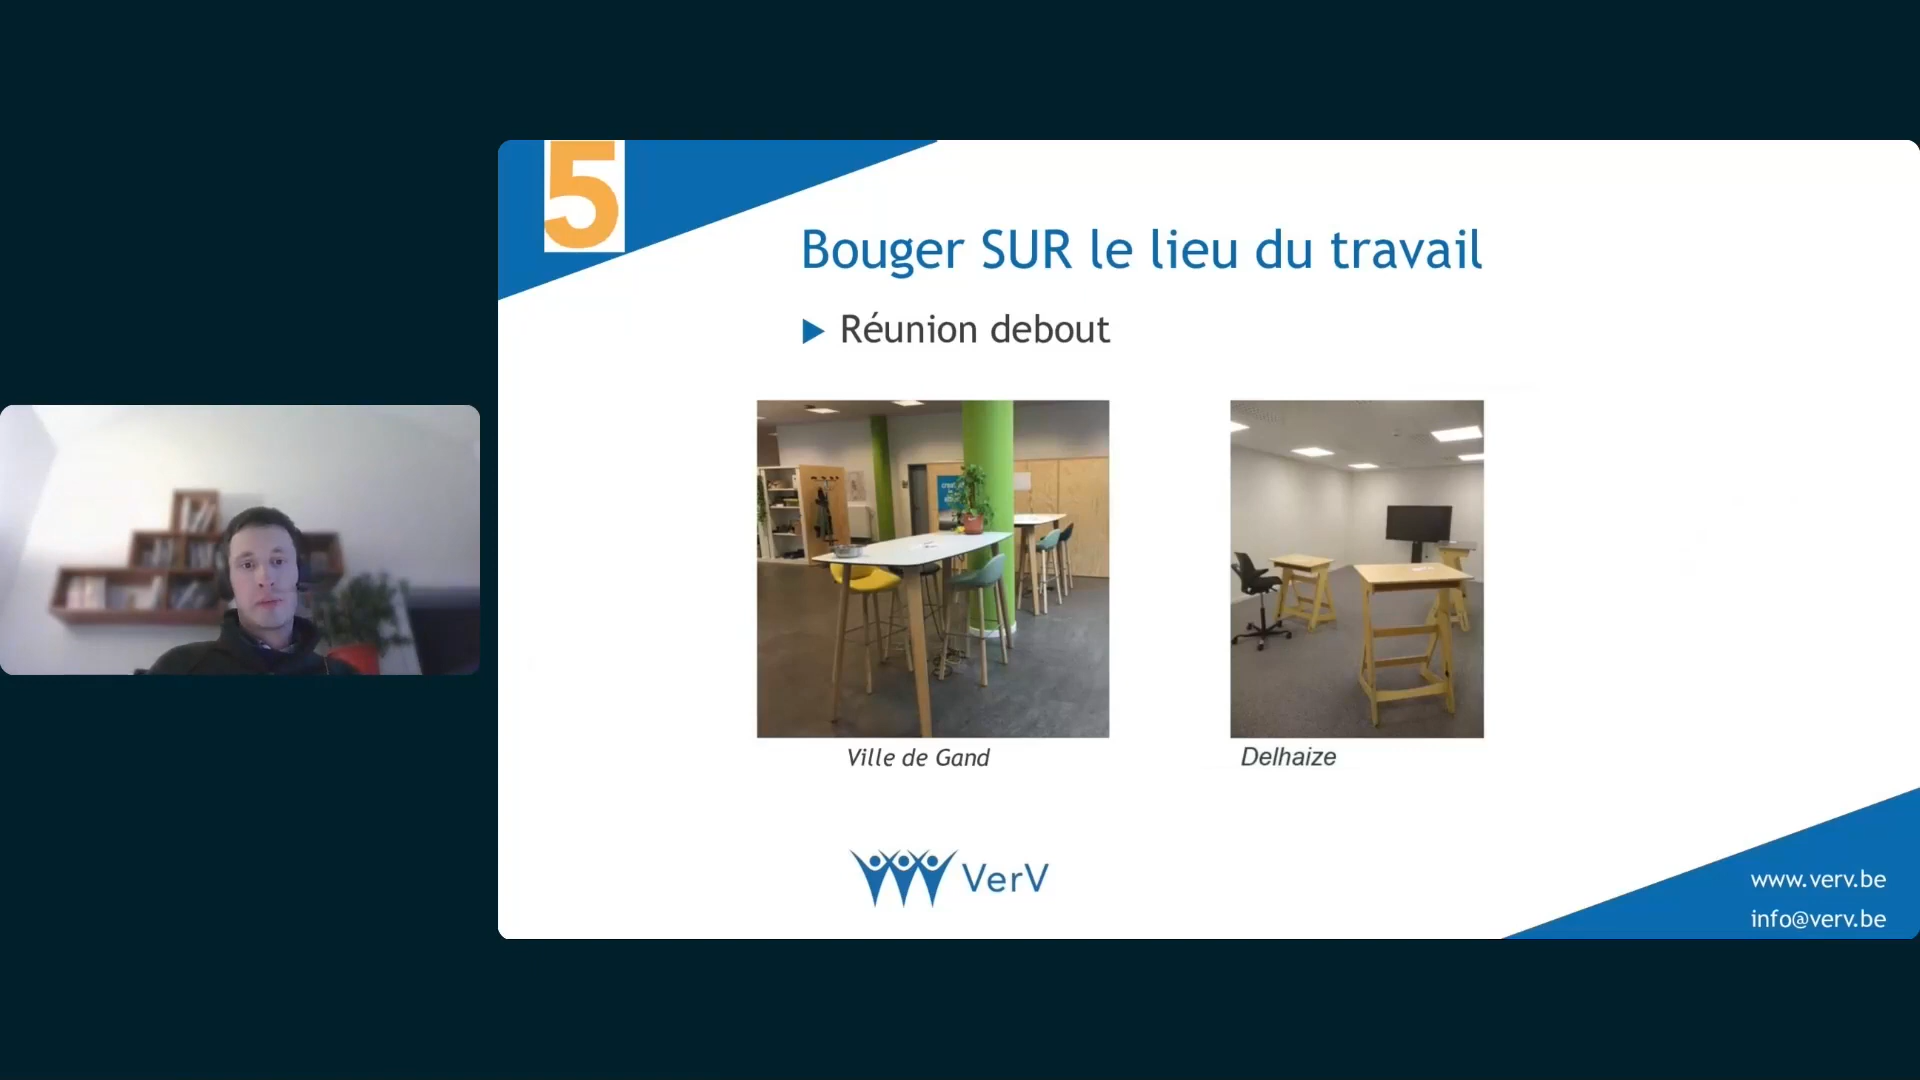 5
Bouger SUR le lieu du travail
Réunion debout
Ville de Gand
Delhaize
VerV
www.verv.be
info@verv.be